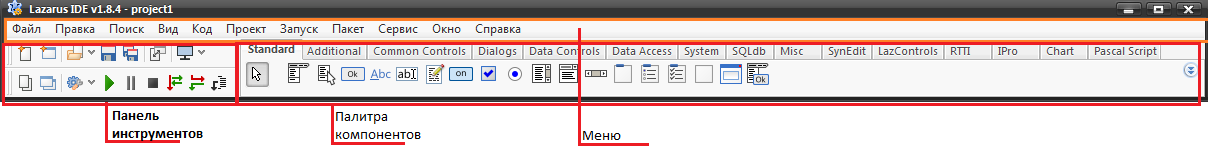 Lazarus IDE v1.8.4 - project1
Файл Правка Поиск Вид Код Проект Запуск Пакет Сервис Окно Справка
Standard Additional Common Controls Dialogs Data Controls Data Access System SQLdb Misc SynEdit LazControls RTTI IPro Chart Pascal Script
Ok Abc ab on Ok
Панель
инструментов
Палитра
компонентов
Меню